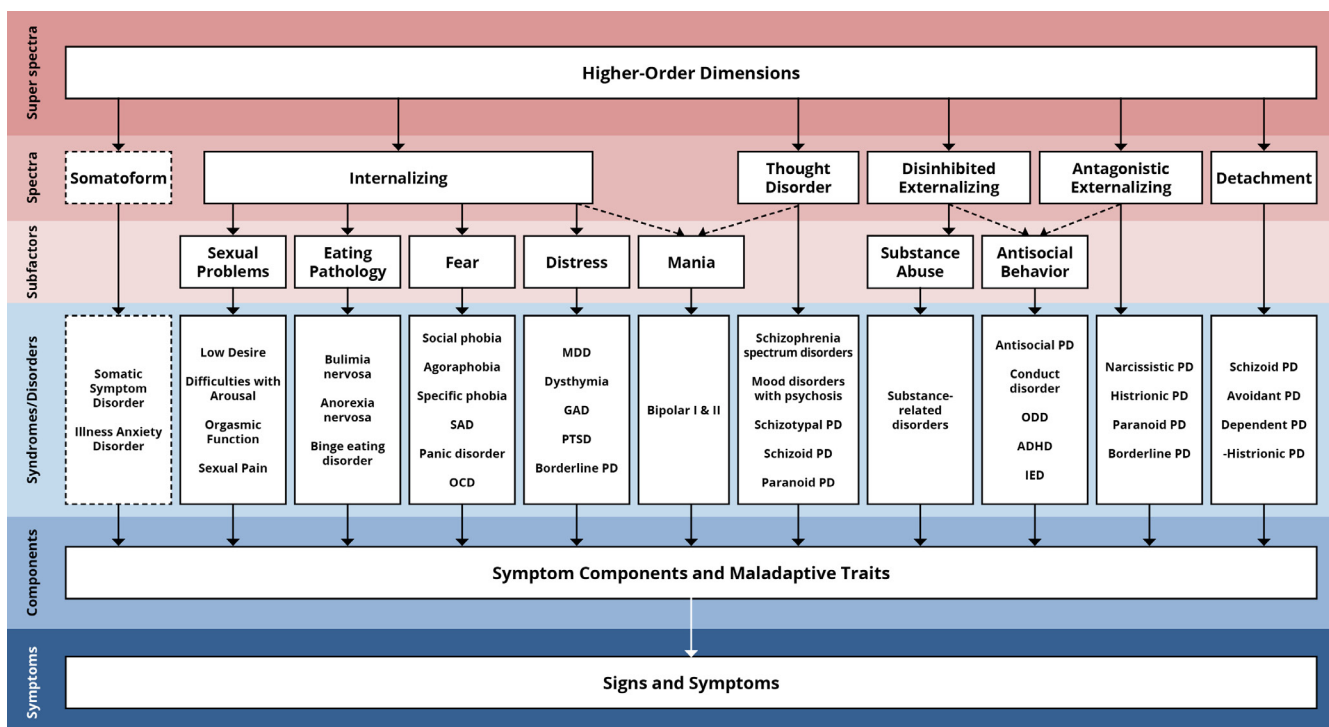 Super spectra
Higher-Order Dimensions
Spectra
Somatoform
Internalizing
Thought
Disorder
Disinhibited
Externalizing
Antagonistic
Externalizing
Detachment
Subfactors
Sexual
Problems
Eating
Pathology
Fear
Distress
Mania
Substance
Abuse
Antisocial
Behavior
Syndromes/Disorders
Somatic
Symptom
Disorder
Illness Anxiety
Disorder
Low Desire
Difficulties with
Arousal
Orgasmic
Function
Sexual Pain
Bulimia
nervosa
Anorexia
nervosa
Binge eating
disorder
Social phobia
Agoraphobia
Specific phobia
SAD
Panic disorder
OCD
MDD
Dysthymia
GAD
PTSD
Borderline PD
Bipolar I & II
Schizophrenia
spectrum disorders
Mood disorders
with psychosis
Schizotypal PD
Schizoid PD
Paranoid PD
Substance-
related
disorders
Antisocial PD
Conduct
disorder
ODD
ADHD
IED
Narcissistic PD
Histrionic PD
Paranoid PD
Borderline PD
Schizoid PD
Avoidant PD
Dependent PD
-Histrionic PD
Components
Symptom Components and Maladaptive Traits
Symptoms
Signs and Symptoms